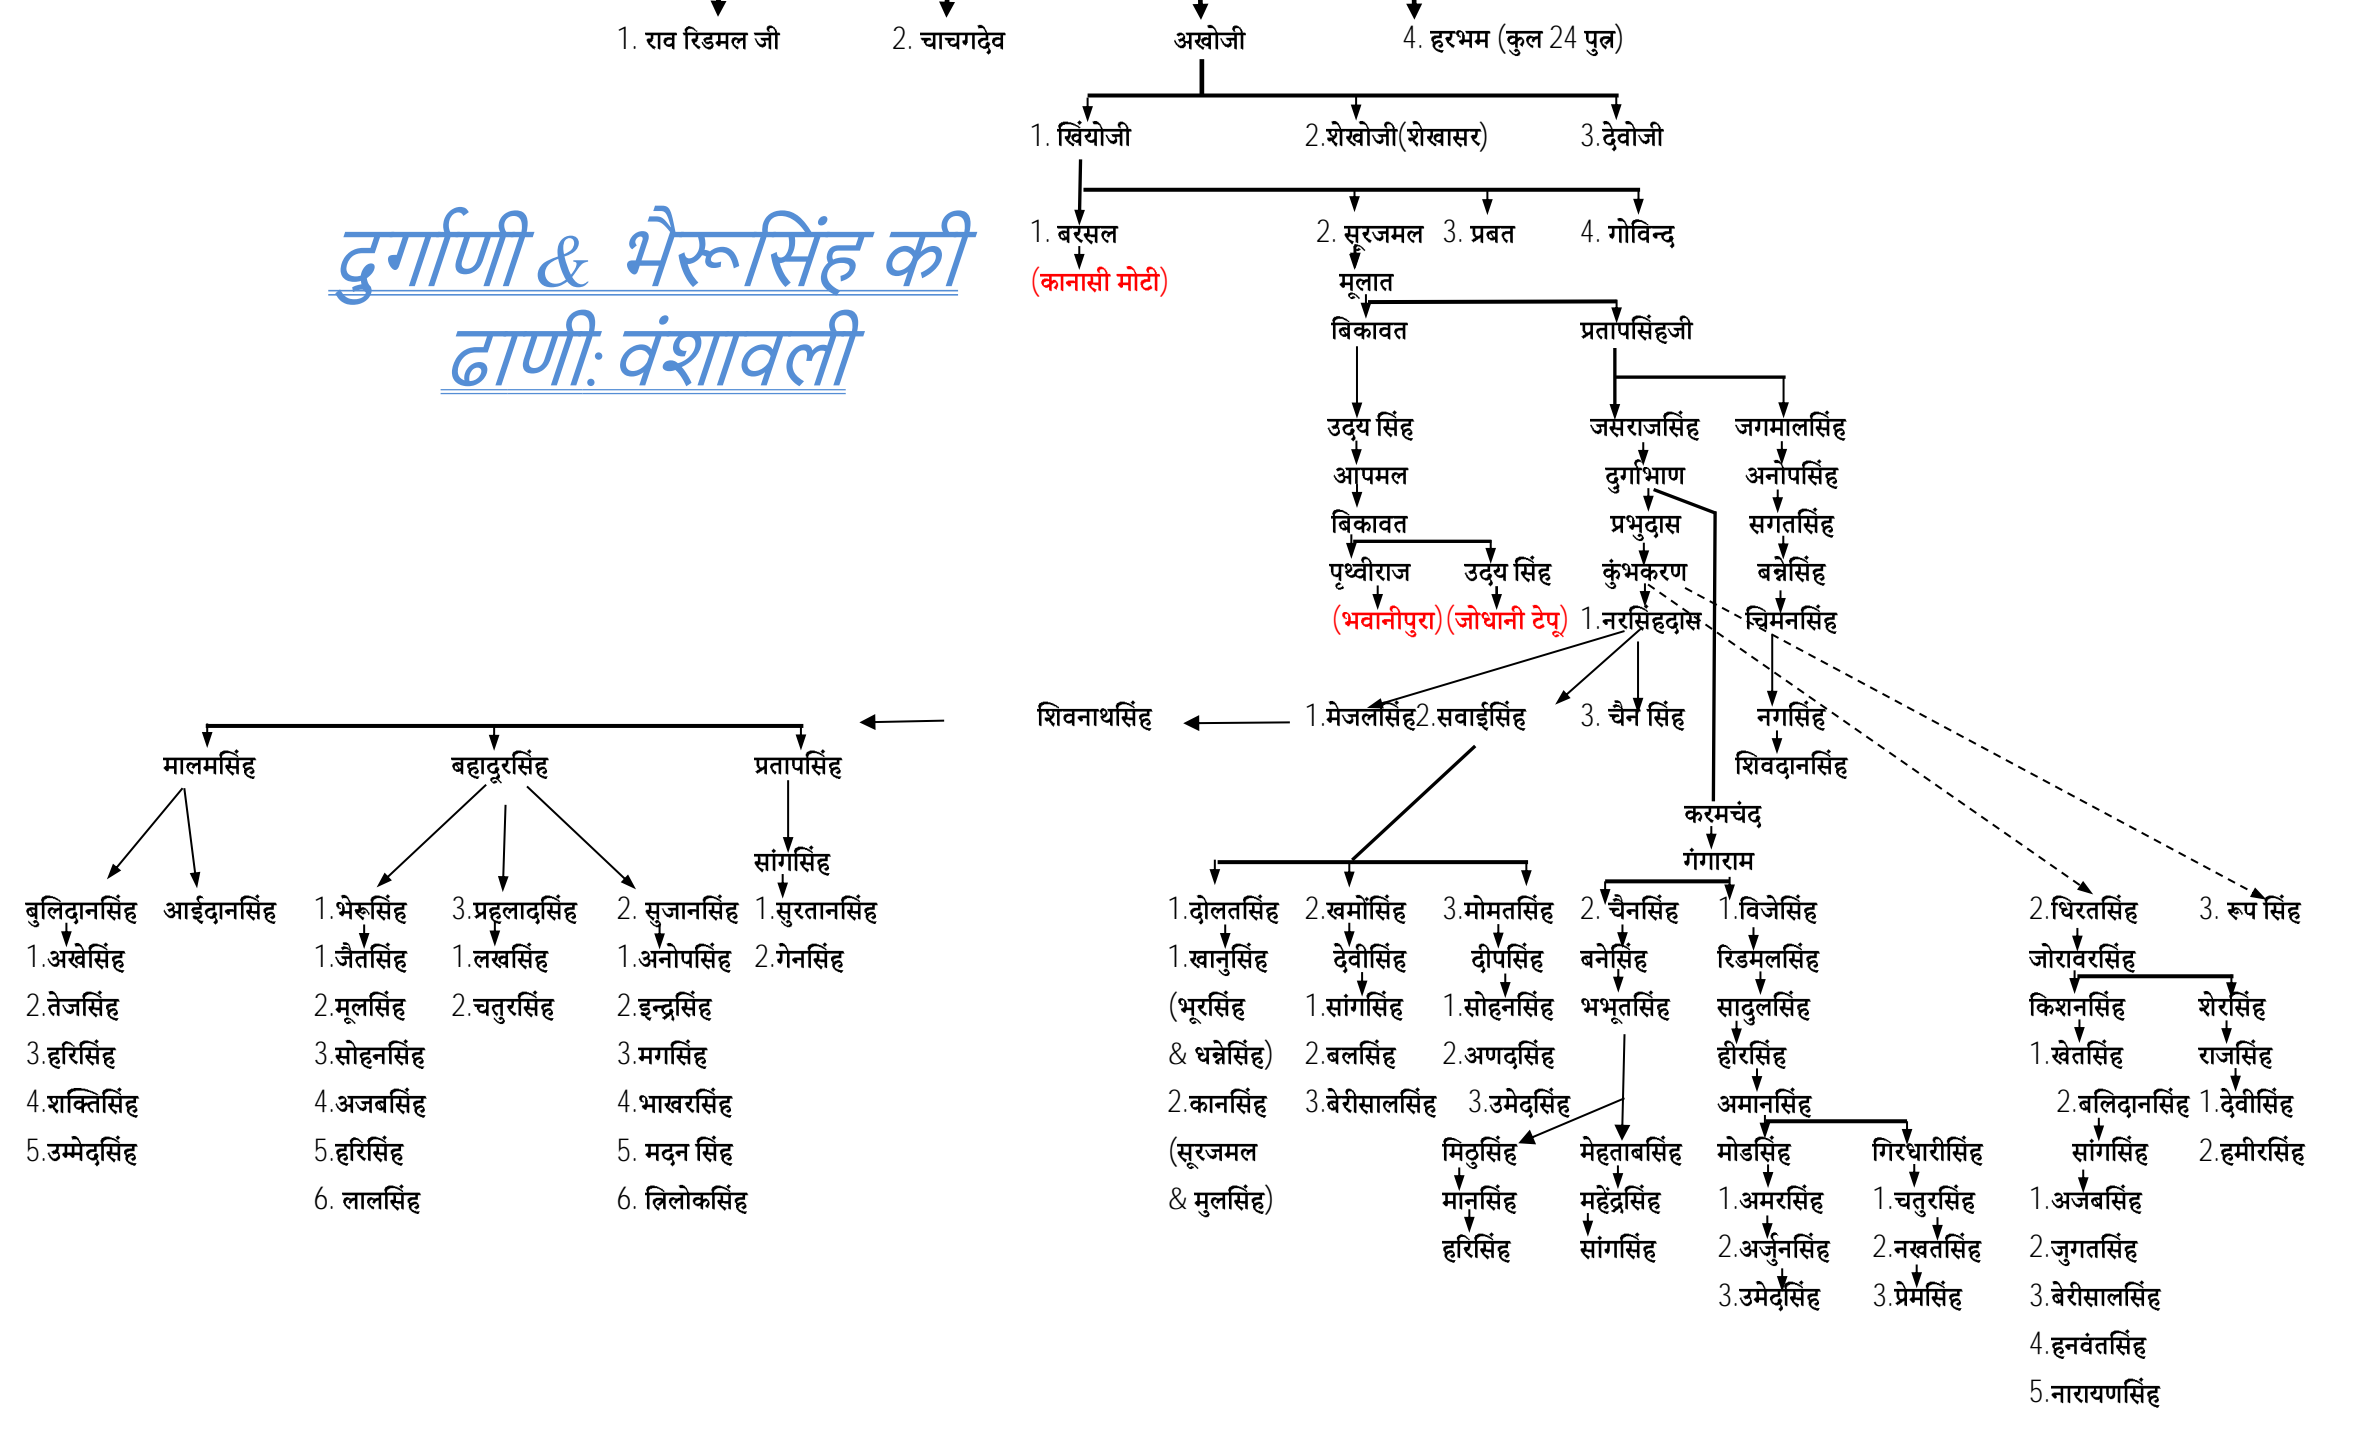 1. राव रिडमल जी 2. चाचगदेव अखोजी 4. हरभम (कुल 24 पुत्र)
1. खिंयोजी 2.शेखोजी(शेखासर) 3.देवोजी
दुर्गाणी & भैरूसिंह की
ढाणी: वंशावली
1. बरसल 2. सूरजमल 3. प्रबत 4. गोविन्द
(कानासी मोटी) मूलात
बिकावत प्रतापसिंहजी
उदय सिंह जसराजसिंह जगमालसिंह
आपमल दुर्गाभाण अनोपसिंह
बिकावत प्रभुदास सगतसिंह
पृथ्वीराज उदय सिंह कुंभकरण बन्नेसिंह
(भवानीपुरा) (जोधानी टेपू) 1.नरसिंहदास चिमनसिंह
शिवनाथसिंह 1.मेजलसिंह 2.सवाईसिंह 3. चैन सिंह नगसिंह
मालमसिंह बहादूरसिंह प्रतापसिंह शिवदानसिंह
करमचंद
सांगसिंह गंगाराम
बुलिदानसिंह आईदानसिंह 1.भेरूसिंह 3.प्रहलादसिंह 2. सुजानसिंह 1.सुरतानसिंह 1.दोलतसिंह 2.खमोंसिंह 3.मोमतसिंह 2. चैनसिंह 1.विजेसिंह 2.धिरतसिंह 3. रूप सिंह
1.अखेसिंह 1.जैतसिंह 1.लखसिंह 1.अनोपसिंह 2.गेनसिंह 1.खानुसिंह देवीसिंह दीपसिंह बनेसिंह रिडमलसिंह जोरावरसिंह
2.तेजसिंह 2.मूलसिंह 2.चतुरसिंह 2.इन्द्रसिंह (भूरसिंह 1.सांगसिंह 1.सोहनसिंह भभूतसिंह सादुलसिंह किशनसिंह शेरसिंह
3.हरिसिंह 3.सोहनसिंह 3.मगसिंह & धन्नेसिंह) 2.बलसिंह 2.अणदसिंह हीरसिंह 1.खेतसिंह राजसिंह
4.शक्तिसिंह 4.अजबसिंह 4.भाखरसिंह 2.कानसिंह 3.बेरीसालसिंह 3.उमेदसिंह अमानसिंह 2.बलिदानसिंह 1.देवीसिंह
5.उम्मेदसिंह 5.हरिसिंह 5. मदन सिंह (सूरजमल मिठुसिंह मेहताबसिंह मोडसिंह गिरधारीसिंह सांगसिंह 2.हमीरसिंह
6. लालसिंह 6. त्रिलोकसिंह & मुलसिंह) मानसिंह महेंद्रसिंह 1.अमरसिंह 1.चतुरसिंह 1.अजबसिंह
हरिसिंह सांगसिंह 2.अर्जुनसिंह 2.नखतसिंह 2.जुगतसिंह
3.उमेदसिंह 3.प्रेमसिंह 3.बेरीसालसिंह
4.हनवंतसिंह
5.नारायणसिंह